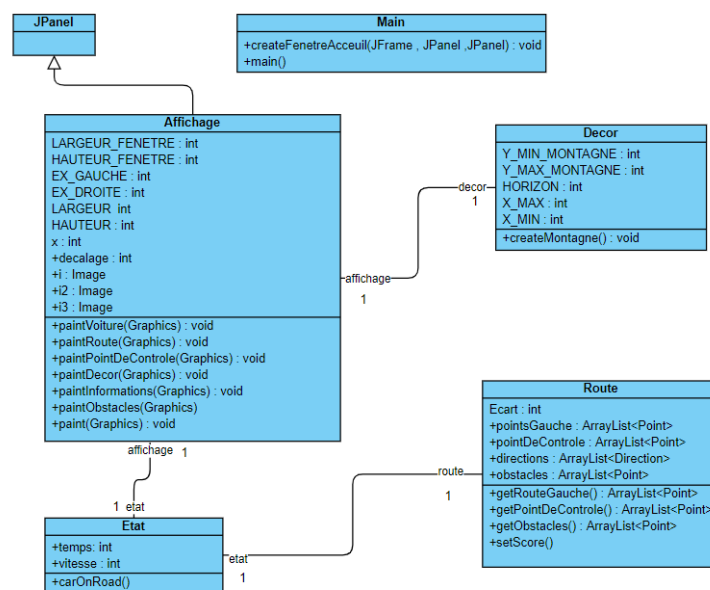 JPanel
Main
+createFenetreAcceuil(JFrame , JPanel ,JPanel) : void
+main()
Affichage
LARGEUR_FENETRE : int
HAUTEUR_FENETRE : int
EX_GAUCHE : int
EX_DROITE : int
LARGEUR int
HAUTEUR : int
x : int
+decalage : int
+i : Image
+i2 : Image
+i3 : Image
+paintVoiture(Graphics) : void
+paintRoute(Graphics) : void
+paintPointDeControle(Graphics) : void
+paintDecor(Graphics) : void
+paintInformations(Graphics) : void
+paintObstacles(Graphics)
+paint(Graphics) : void
Decor
Y_MIN_MONTAGNE : int
Y_MAX_MONTAGNE : int
HORIZON : int
X_MAX : int
X_MIN : int
+createMontagne() : void
decor
1
affichage
1
affichage 1
1 etat
Etat
+temps: int
+vitesse : int
+carOnRoad()
etat
1
route
1
Route
Ecart : int
+pointsGauche : ArrayList<Point>
+pointDeControle : ArrayList<Point>
+directions : ArrayList<Direction>
+obstacles : ArrayList<Point>
+getRouteGauche() : ArrayList<Point>
+getPointDeControle() : ArrayList<Point>
+getObstacles() : ArrayList<Point>
+setScore()